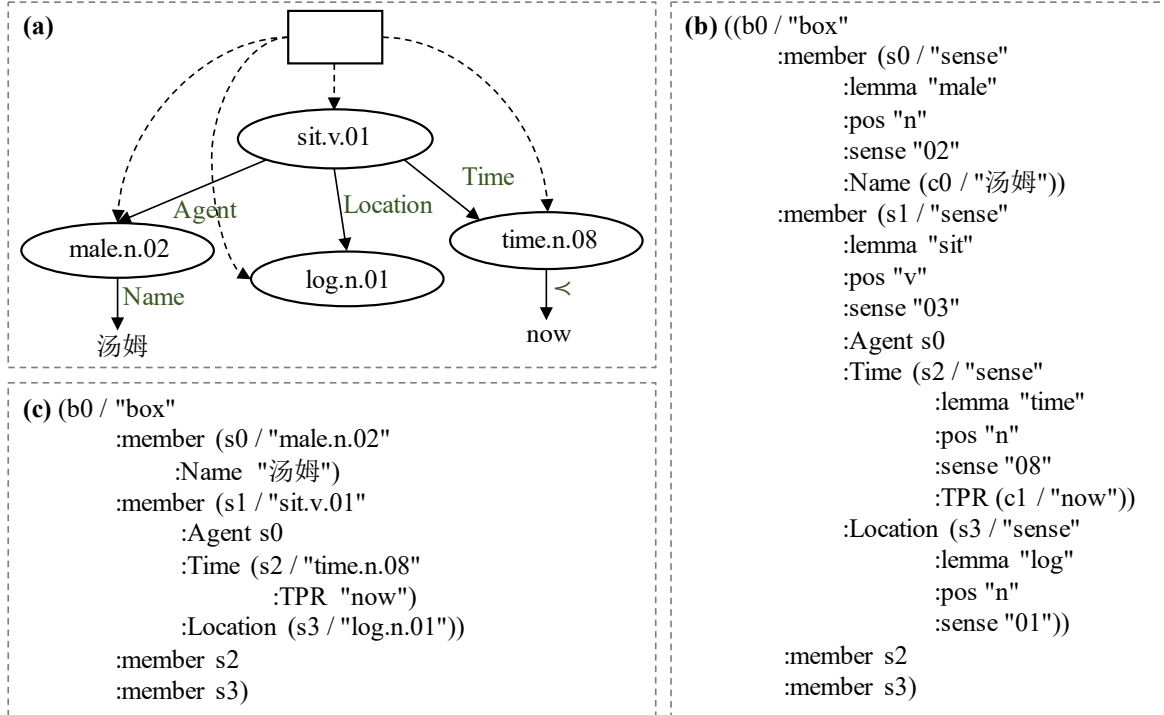 (a)
sit.v.01
Time
Agent
Location
male.n.02
time.n.08
log.n.01
Name
≺
汤姆
now
(c) (b0 / "box"
:member (s0 / "male.n.02"
:Name "汤姆")
:member (s1 / "sit.v.01"
:Agent s0
:Time (s2 / "time.n.08"
:TPR "now")
:Location (s3 / "log.n.01"))
:member s2
:member s3)
(b) ((b0 / "box"
:member (s0 / "sense"
:lemma "male"
:pos "n"
:sense "02"
:Name (c0 / "汤姆"))
:member (s1 / "sense"
:lemma "sit"
:pos "v"
:sense "03"
:Agent s0
:Time (s2 / "sense"
:lemma "time"
:pos "n"
:sense "08"
:TPR (c1 / "now"))
:Location (s3 / "sense"
:lemma "log"
:pos "n"
:sense "01"))
:member s2
:member s3)